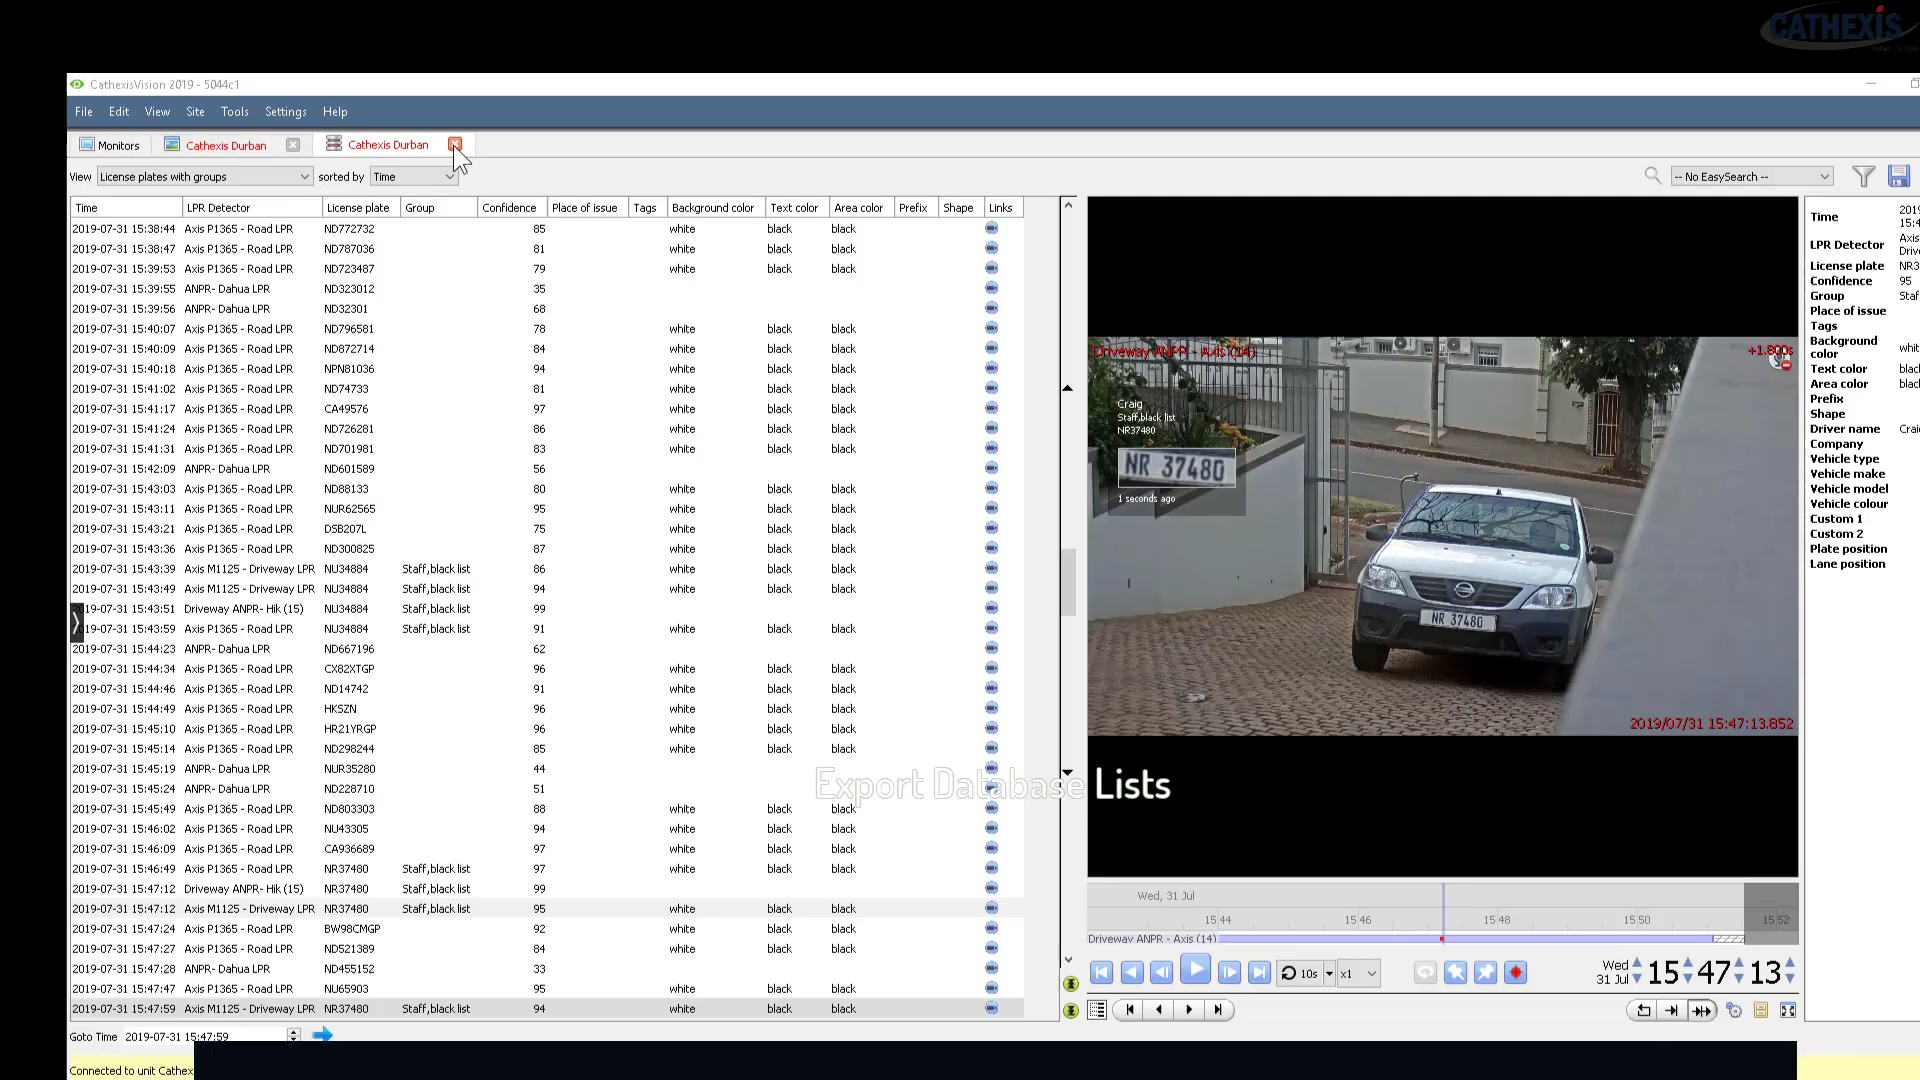 CATHEXIS
CathexisVision 2019 - 5044c1
File Edit View Site Tools Settings Help
Monitors Cathexis Durban Cathexis Durban
View License plates with groups sorted by Time -- No EasySearch --
Time LPR Detector License plate Group Confidence Place of issue Tags Background color Text color Area color Prefix Shape Links
2019-07-31 15:38:44 Axis P1365 - Road LPR ND772732 85 white black black
2019-07-31 15:38:47 Axis P1365 - Road LPR ND787036 81 white black black
2019-07-31 15:39:53 Axis P1365 - Road LPR ND723487 79 white black black
2019-07-31 15:39:55 ANPR- Dahua LPR ND323012 35
2019-07-31 15:39:56 ANPR- Dahua LPR ND32301 68
2019-07-31 15:40:07 Axis P1365 - Road LPR ND796581 78 white black black
2019-07-31 15:40:09 Axis P1365 - Road LPR ND872714 84 white black black
2019-07-31 15:40:18 Axis P1365 - Road LPR NPN81036 94 white black black
2019-07-31 15:41:02 Axis P1365 - Road LPR ND74733 81 white black black
2019-07-31 15:41:17 Axis P1365 - Road LPR CA49576 97 white black black
2019-07-31 15:41:24 Axis P1365 - Road LPR ND726281 86 white black black
2019-07-31 15:41:31 Axis P1365 - Road LPR ND701981 83 white black black
2019-07-31 15:42:09 ANPR- Dahua LPR ND601589 56
2019-07-31 15:43:03 Axis P1365 - Road LPR ND88133 80 white black black
2019-07-31 15:43:11 Axis P1365 - Road LPR NUR62565 95 white black black
2019-07-31 15:43:21 Axis P1365 - Road LPR DSB207L 75 white black black
2019-07-31 15:43:36 Axis P1365 - Road LPR ND300825 87 white black black
2019-07-31 15:43:39 Axis M1125 - Driveway LPR NU34884 Staff,black list 86 white black black
2019-07-31 15:43:49 Axis M1125 - Driveway LPR NU34884 Staff,black list 94 white black black
19-07-31 15:43:51 Driveway ANPR- Hik (15) NU34884 Staff,black list 99
19-07-31 15:43:59 Axis P1365 - Road LPR NU34884 Staff,black list 91 white black black
2019-07-31 15:44:23 ANPR- Dahua LPR ND667196 62
2019-07-31 15:44:34 Axis P1365 - Road LPR CX82XTGP 96 white black black
2019-07-31 15:44:46 Axis P1365 - Road LPR ND14742 91 white black black
2019-07-31 15:44:49 Axis P1365 - Road LPR HKSZN 96 white black black
2019-07-31 15:45:10 Axis P1365 - Road LPR HR21YRGP 96 white black black
2019-07-31 15:45:14 Axis P1365 - Road LPR ND298244 85 white black black
2019-07-31 15:45:19 ANPR- Dahua LPR NUR35280 44
2019-07-31 15:45:24 ANPR- Dahua LPR ND228710 51
2019-07-31 15:45:49 Axis P1365 - Road LPR ND803303 88 white black black
2019-07-31 15:46:02 Axis P1365 - Road LPR NU43305 94 white black black
2019-07-31 15:46:09 Axis P1365 - Road LPR CA936689 97 white black black
2019-07-31 15:46:49 Axis P1365 - Road LPR NR37480 Staff,black list 97 white black black
2019-07-31 15:47:12 Driveway ANPR- Hik (15) NR37480 Staff,black list 99
2019-07-31 15:47:12 Axis M1125 - Driveway LPR NR37480 Staff,black list 95 white black black
2019-07-31 15:47:24 Axis P1365 - Road LPR BW98CMGP 92 white black black
2019-07-31 15:47:27 Axis P1365 - Road LPR ND521389 84 white black black
2019-07-31 15:47:28 ANPR- Dahua LPR ND455152 33
2019-07-31 15:47:47 Axis P1365 - Road LPR NU65903 95 white black black
2019-07-31 15:47:59 Axis M1125 - Driveway LPR NR37480 Staff,black list 94 white black black
Goto Time 2019-07-31 15:47:59
Connected to unit Cathex
Driveway ANPR - Axis (14) +1.800s
Craig
Staff,black list
NR37480
NR 37480
1 seconds ago
NR 37480
2019/07/31 15:47:13.852
Export Database Lists
Wed, 31 Jul
15:44 15:46 15:48 15:50 15:52
Driveway ANPR - Axis (14)
10s x1 Wed 31 Jul 15 47 13
Time 2019
15:4
LPR Detector Axis
Drive
License plate NR3
Confidence 95
Group Staf
Place of issue
Tags
Background color whit
Text color black
Area color black
Prefix
Shape
Driver name Craig
Company
Vehicle type
Vehicle make
Vehicle model
Vehicle colour
Custom 1
Custom 2
Plate position
Lane position